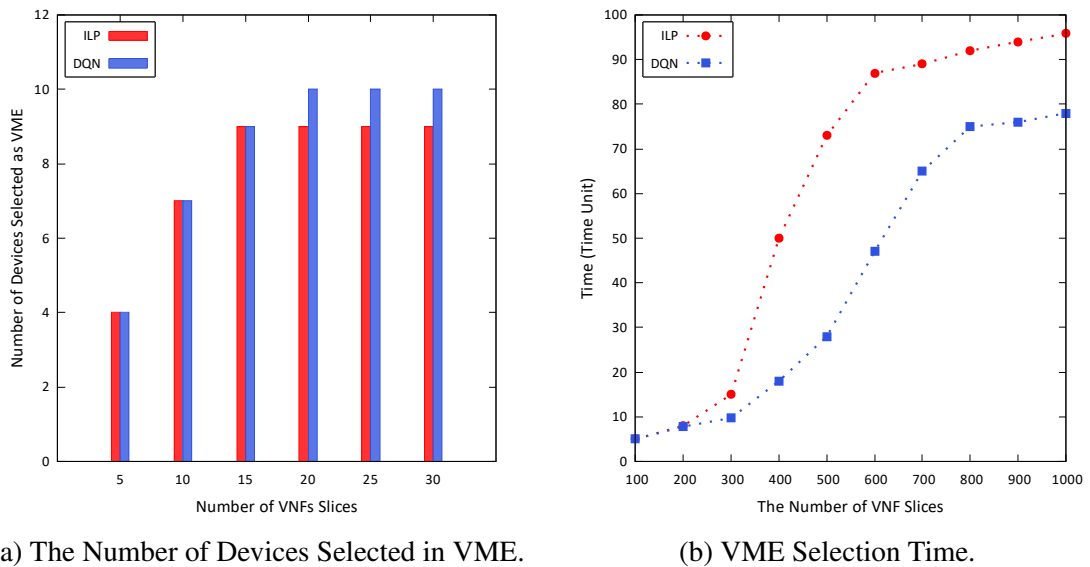 ILP
DQN
12
10
8
6
4
2
0
Number of Devices Selected as VME
5 10 15 20 25 30
Number of VNFs Slices
a) The Number of Devices Selected in VME.
ILP
DQN
100
90
80
70
60
50
40
30
20
10
0
Time (Time Unit)
100 200 300 400 500 600 700 800 900 1000
The Number of VNF Slices
(b) VME Selection Time.